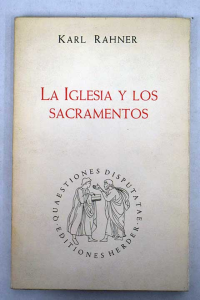 KARL RAHNER
LA IGLESIA Y LOS
SACRAMENTOS
QUAESTIONES DISPUTATAE
· EDITIONES HERDER ·